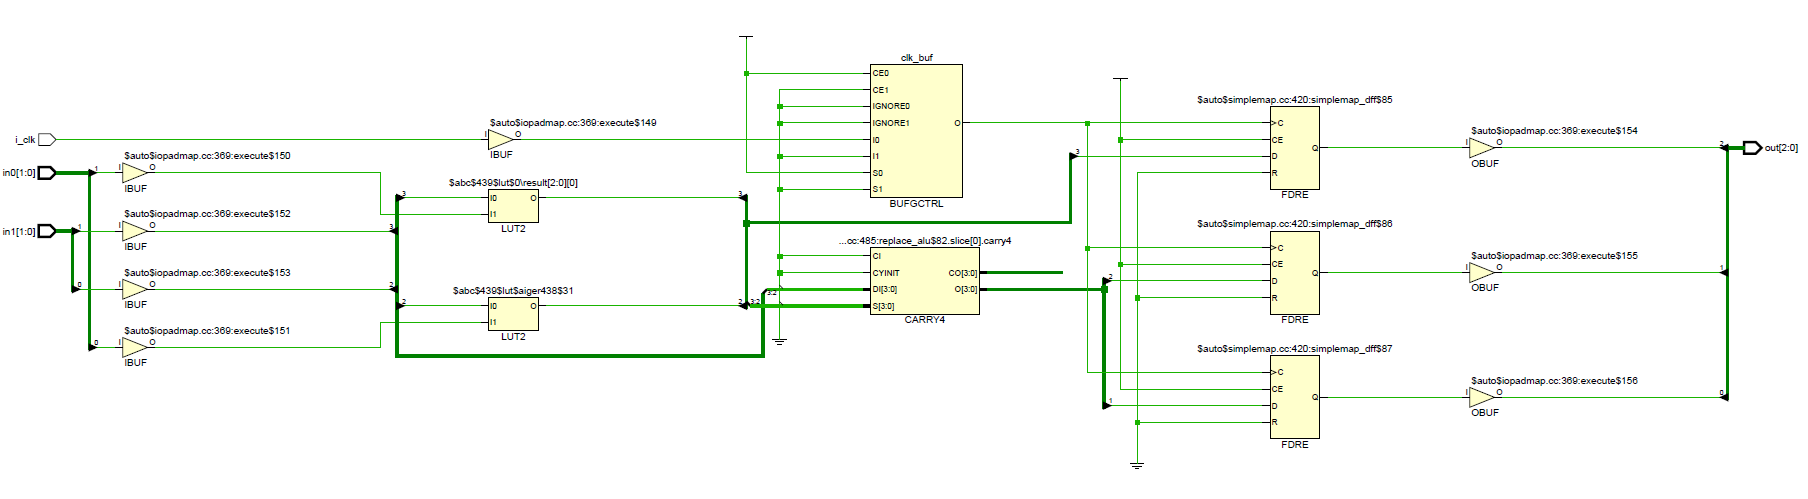 clk_buf
CE0
CE1
IGNORE0
IGNORE1
I0
I1
S0
S1
O
BUFGCTRL
i_clk
$auto$iopadmap.cc:369:execute$149
I
O
IBUF
in0[1:0]
1
0
$auto$iopadmap.cc:369:execute$150
I
O
IBUF
in1[1:0]
1
0
$auto$iopadmap.cc:369:execute$152
I
O
IBUF
$auto$iopadmap.cc:369:execute$153
I
O
IBUF
$auto$iopadmap.cc:369:execute$151
I
O
IBUF
3
3
2
2
$abc$439$lut$0\result[2:0][0]
I0
I1
O
LUT2
$abc$439$lut$aiger438$31
I0
I1
O
LUT2
3
2
3:2
3:2
...cc:485:replace_alu$82.slice[0].carry4
CI
CYINIT
DI[3:0]
S[3:0]
CO[3:0]
O[3:0]
CARRY4
3
2
1
$auto$simplemap.cc:420:simplemap_dff$85
C
CE
D
R
Q
FDRE
$auto$simplemap.cc:420:simplemap_dff$86
C
CE
D
R
Q
FDRE
$auto$simplemap.cc:420:simplemap_dff$87
C
CE
D
R
Q
FDRE
$auto$iopadmap.cc:369:execute$154
I
O
OBUF
$auto$iopadmap.cc:369:execute$155
I
O
OBUF
$auto$iopadmap.cc:369:execute$156
I
O
OBUF
2
1
0
out[2:0]